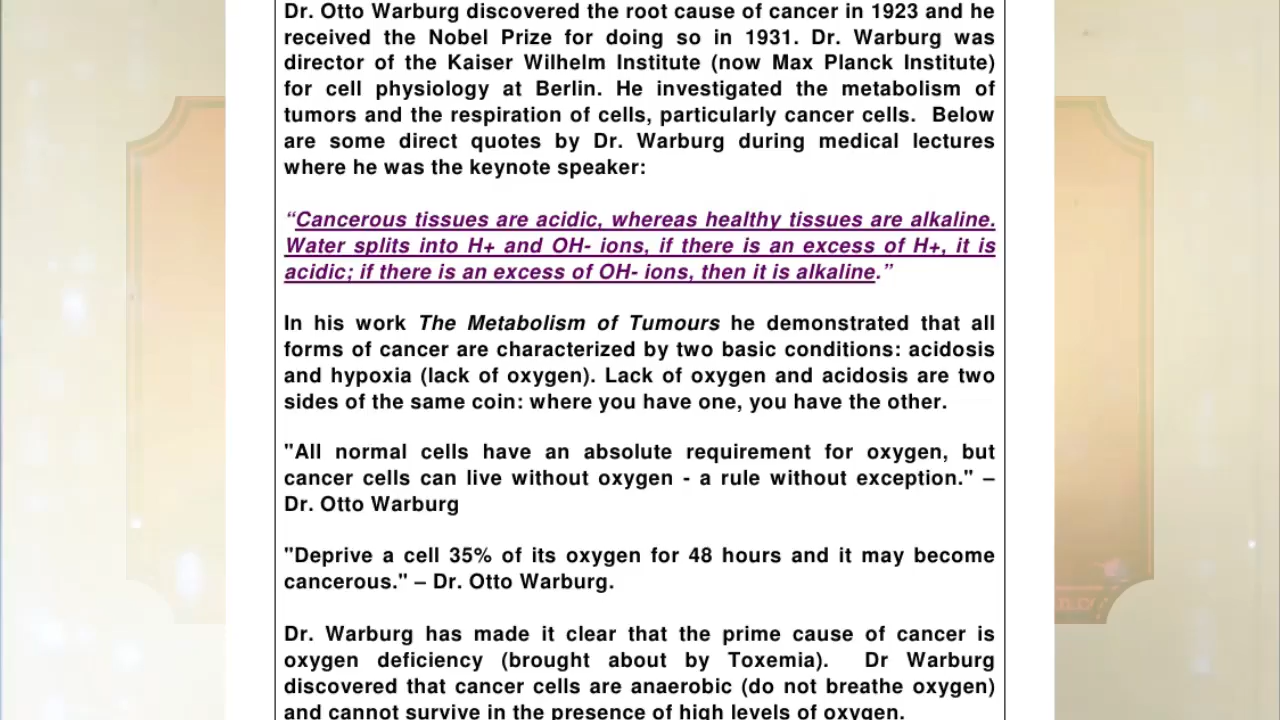 Dr. Otto Warburg discovered the root cause of cancer in 1923 and he
received the Nobel Prize for doing so in 1931. Dr. Warburg was
director of the Kaiser Wilhelm Institute (now Max Planck Institute)
for cell physiology at Berlin. He investigated the metabolism of
tumors and the respiration of cells, particularly cancer cells.  Below
are some direct quotes by Dr. Warburg during medical lectures
where he was the keynote speaker:
“Cancerous tissues are acidic, whereas healthy tissues are alkaline.
Water splits into H+ and OH- ions, if there is an excess of H+, it is
acidic; if there is an excess of OH- ions, then it is alkaline.”
In his work The Metabolism of Tumours he demonstrated that all
forms of cancer are characterized by two basic conditions: acidosis
and hypoxia (lack of oxygen). Lack of oxygen and acidosis are two
sides of the same coin: where you have one, you have the other.
"All normal cells have an absolute requirement for oxygen, but
cancer cells can live without oxygen - a rule without exception." –
Dr. Otto Warburg
"Deprive a cell 35% of its oxygen for 48 hours and it may become
cancerous." – Dr. Otto Warburg.
Dr. Warburg has made it clear that the prime cause of cancer is
oxygen deficiency (brought about by Toxemia).  Dr Warburg
discovered that cancer cells are anaerobic (do not breathe oxygen)
and cannot survive in the presence of high levels of oxygen.